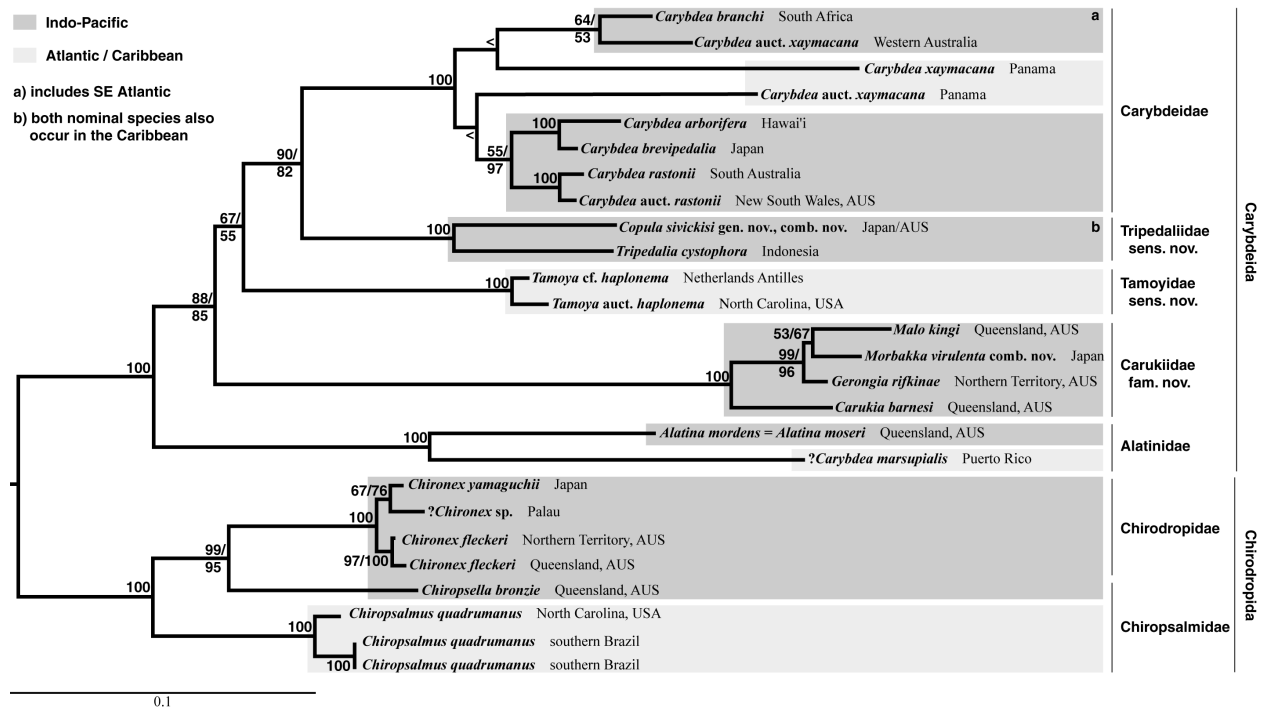 Indo-Pacific
Atlantic / Caribbean
a) includes SE Atlantic
b) both nominal species also
occur in the Caribbean
64/
53
Carybdea branchi South Africa
a
Carybdea auct. xaymacana Western Australia
<
Carybdea xaymacana Panama
100
Carybdea auct. xaymacana Panama
<
Carybdeidae
100
Carybdea arborifera Hawai'i
55/
97
Carybdea brevipedalia Japan
90/
82
Carybdea rastonii South Australia
100
Carybdea auct. rastonii New South Wales, AUS
67/
55
100
Copula sivickisi gen. nov., comb. nov. Japan/AUS
b
Tripedalia cystophora Indonesia
Tripedaliidae
sens. nov.
Carybdeida
100
Tamoya cf. haplonema Netherlands Antilles
Tamoya auct. haplonema North Carolina, USA
Tamoyidae
sens. nov.
88/
85
53/67
Malo kingi Queensland, AUS
99/
96
Morbakka virulenta comb. nov. Japan
100
Gerongia rifkinae Northern Territory, AUS
Carukia barnesi Queensland, AUS
Carukiidae
fam. nov.
100
100
Alatina mordens = Alatina moseri Queensland, AUS
?Carybdea marsupialis Puerto Rico
Alatinidae
67/76
Chironex yamaguchii Japan
?Chironex sp. Palau
100
Chironex fleckeri Northern Territory, AUS
97/100
Chironex fleckeri Queensland, AUS
Chirodropidae
99/
95
Chiropsella bronzie Queensland, AUS
Chirodropida
100
Chiropsalmus quadrumanus North Carolina, USA
100
Chiropsalmus quadrumanus southern Brazil
100
Chiropsalmus quadrumanus southern Brazil
Chiropsalmidae
0.1